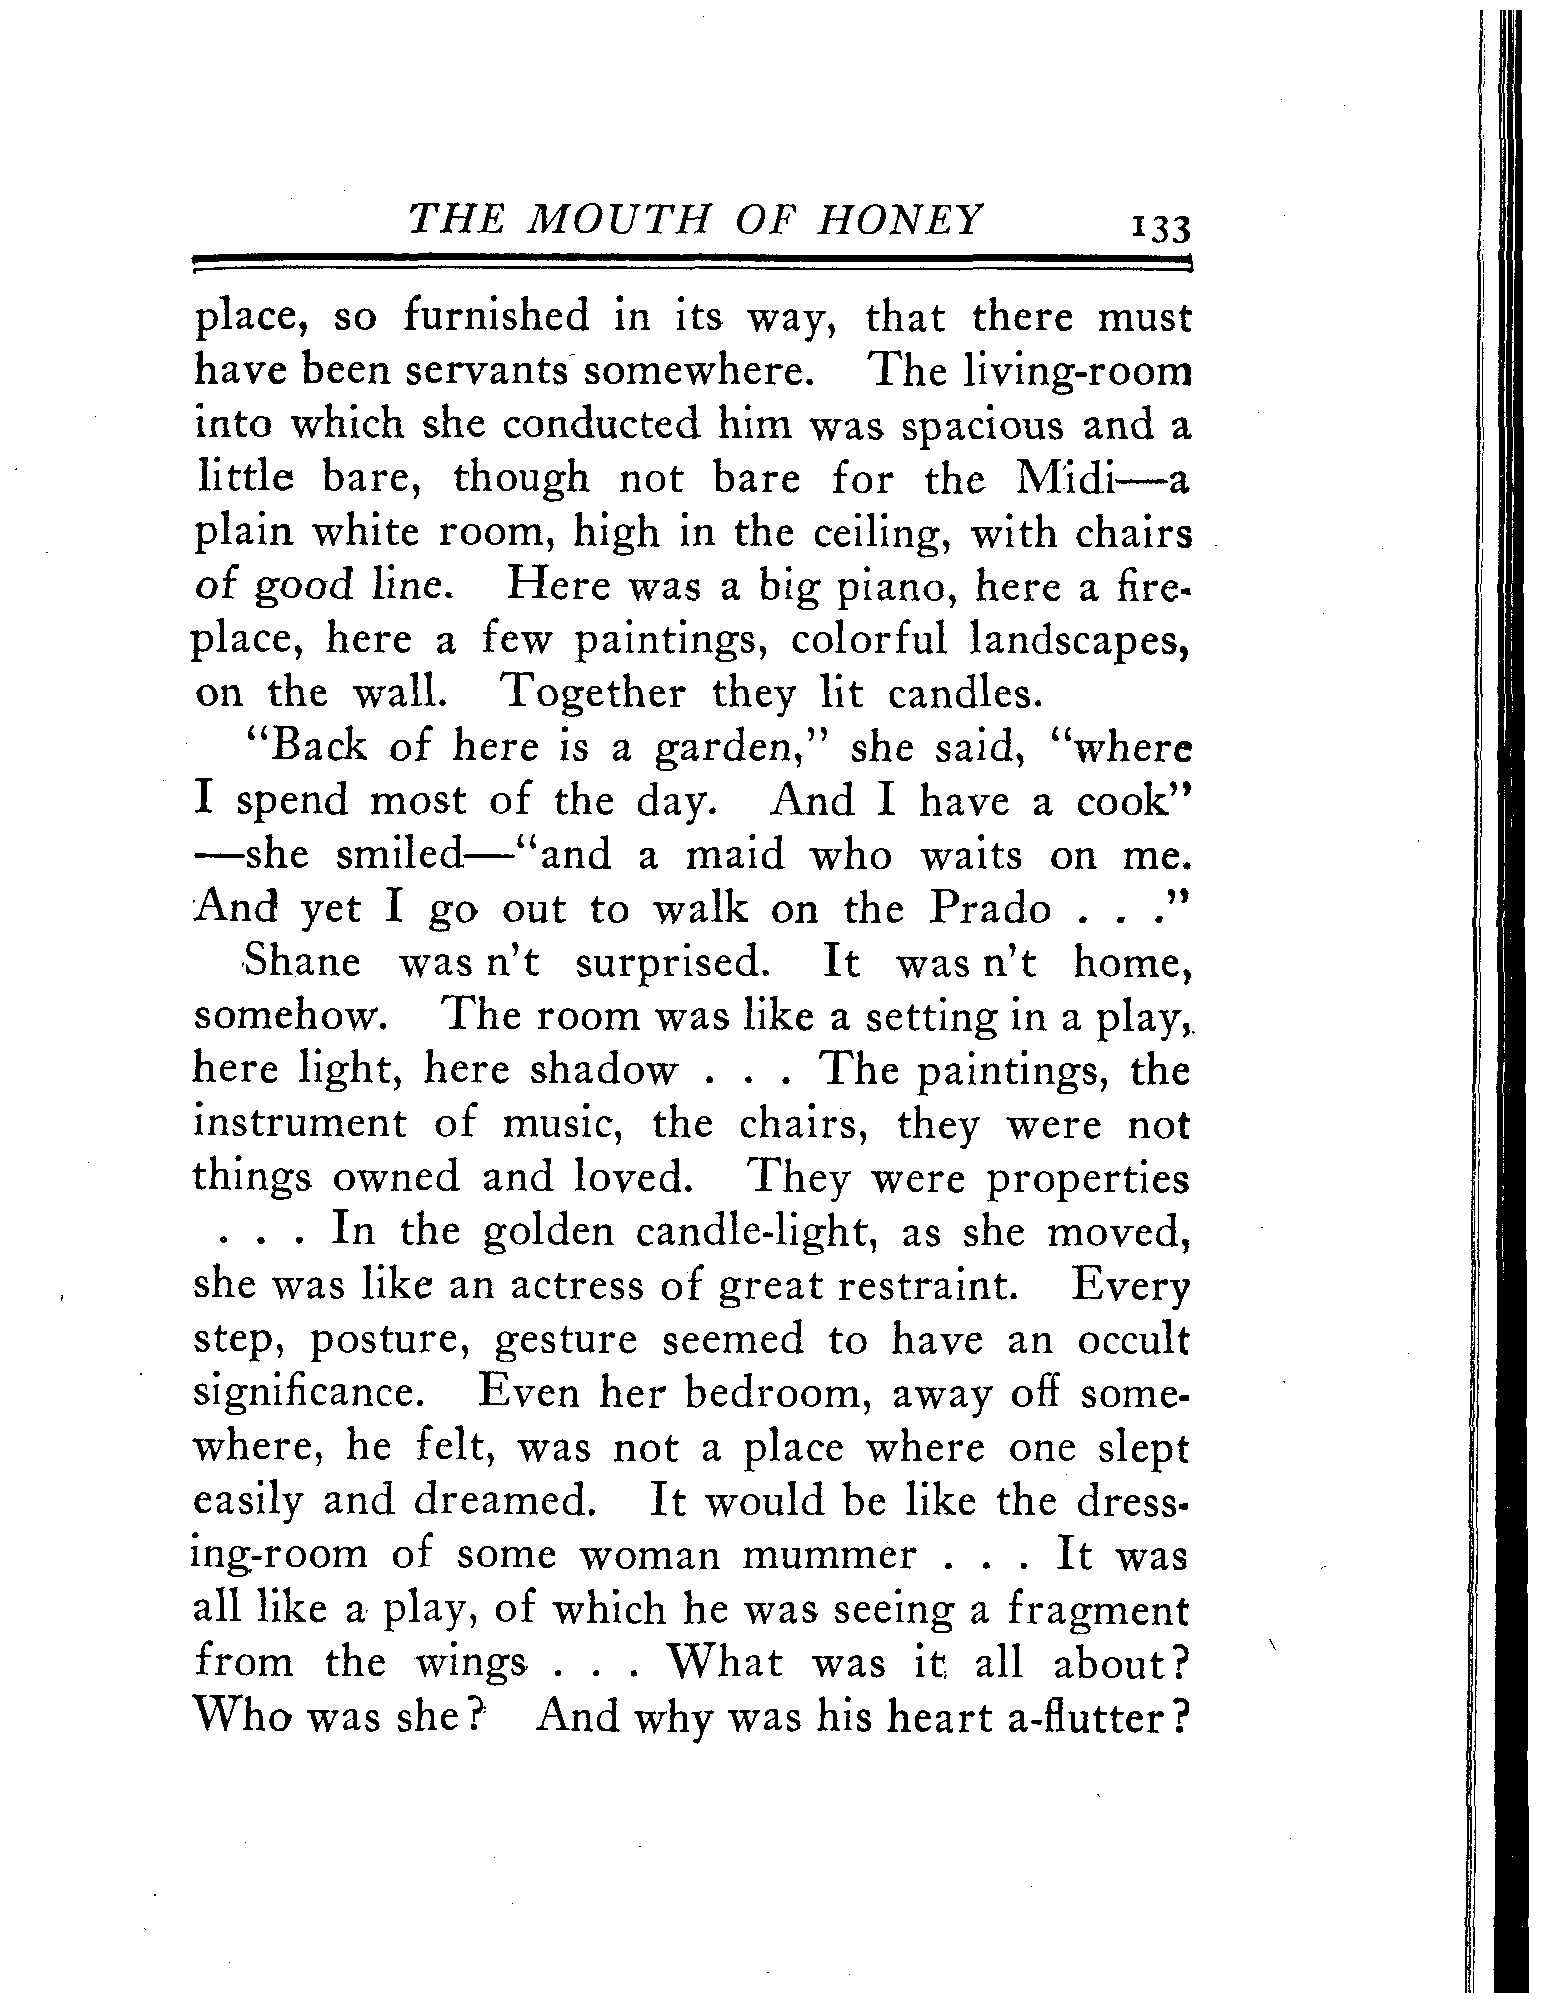 THE MOUTH OF HONEY 133
place, so furnished in its way, that there must
have been servants somewhere. The living-room
into which she conducted him was spacious and a
little bare, though not bare for the Midi—a
plain white room, high in the ceiling, with chairs
of good line. Here was a big piano, here a fire-
place, here a few paintings, colorful landscapes,
on the wall. Together they lit candles.
"Back of here is a garden," she said, "where
I spend most of the day. And I have a cook"
—she smiled—"and a maid who waits on me.
And yet I go out to walk on the Prado . . ."
Shane was n't surprised. It was n't home,
somehow. The room was like a setting in a play,
here light, here shadow . . . The paintings, the
instrument of music, the chairs, they were not
things owned and loved. They were properties
. . . In the golden candle-light, as she moved,
she was like an actress of great restraint. Every
step, posture, gesture seemed to have an occult
significance. Even her bedroom, away off some-
where, he felt, was not a place where one slept
easily and dreamed. It would be like the dress-
ing-room of some woman mummer . . . It was
all like a play, of which he was seeing a fragment
from the wings . . . What was it all about?
Who was she? And why was his heart a-flutter?